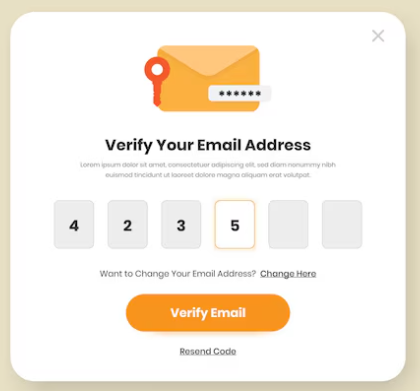 ******
Verify Your Email Address
Lorem ipsum dolor sit amet, consectetuer adipiscing elit, sed diam nonummy nibh
euismod tincidunt ut laoreet dolore magna aliquam erat volutpat.
4 2 3 5
Want to Change Your Email Address? Change Here
Verify Email
Resend Code